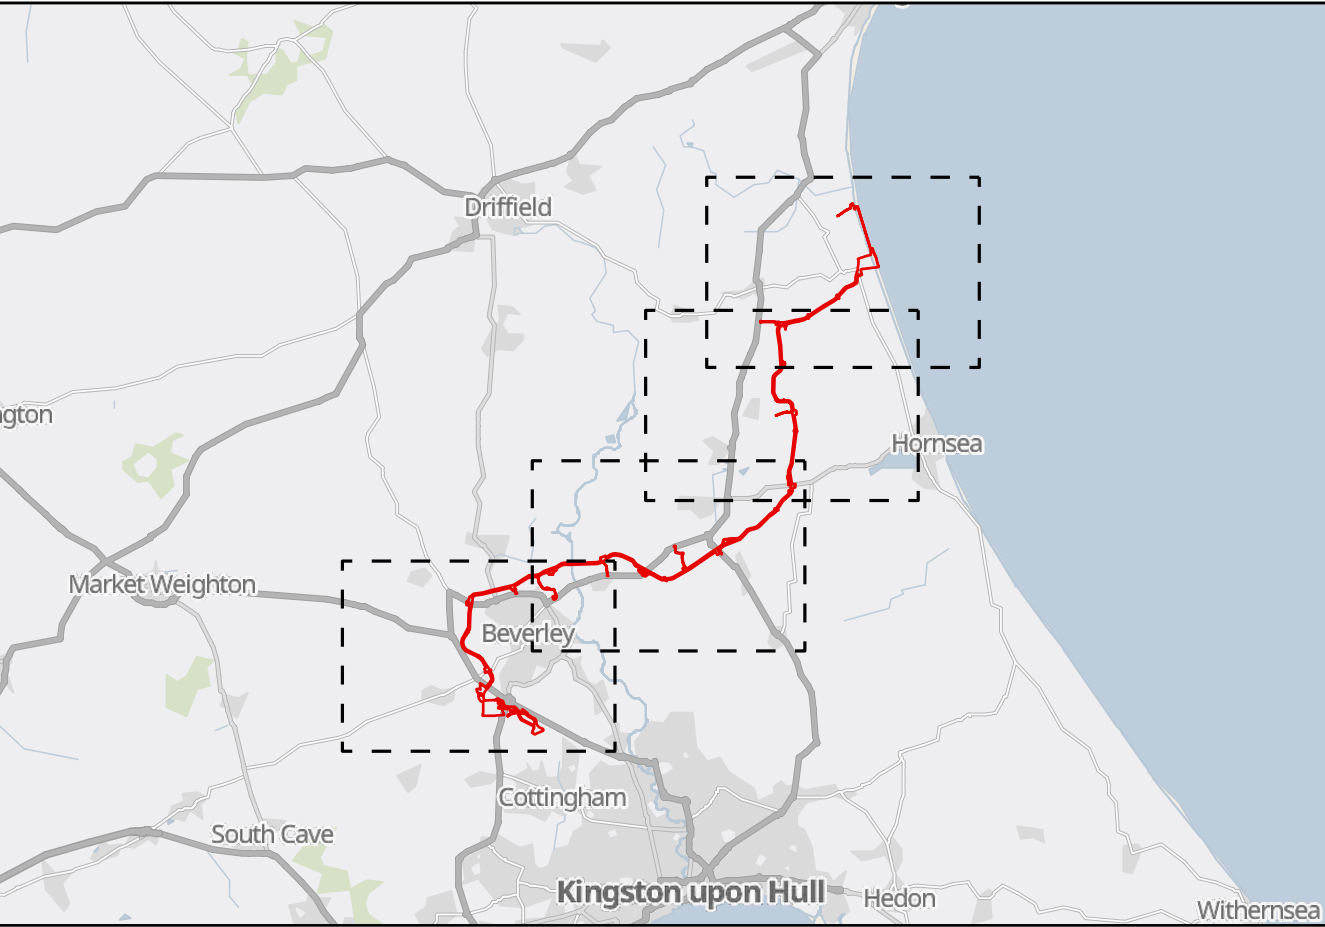 Driffield
gton
Hornsea
Market Weighton
Beverley
Cottingham
South Cave
Kingston upon Hull
Hedon
Withernsea